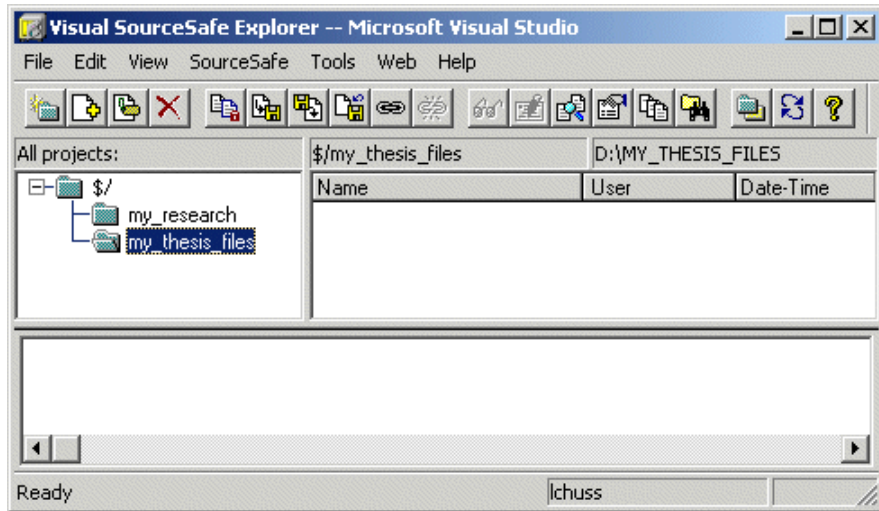 Visual SourceSafe Explorer -- Microsoft Visual Studio
File Edit View SourceSafe Tools Web Help
All projects: $/my_thesis_files D:\MY_THESIS_FILES
$/ Name User Date-Time
my_research
my_thesis_files
Ready lchuss